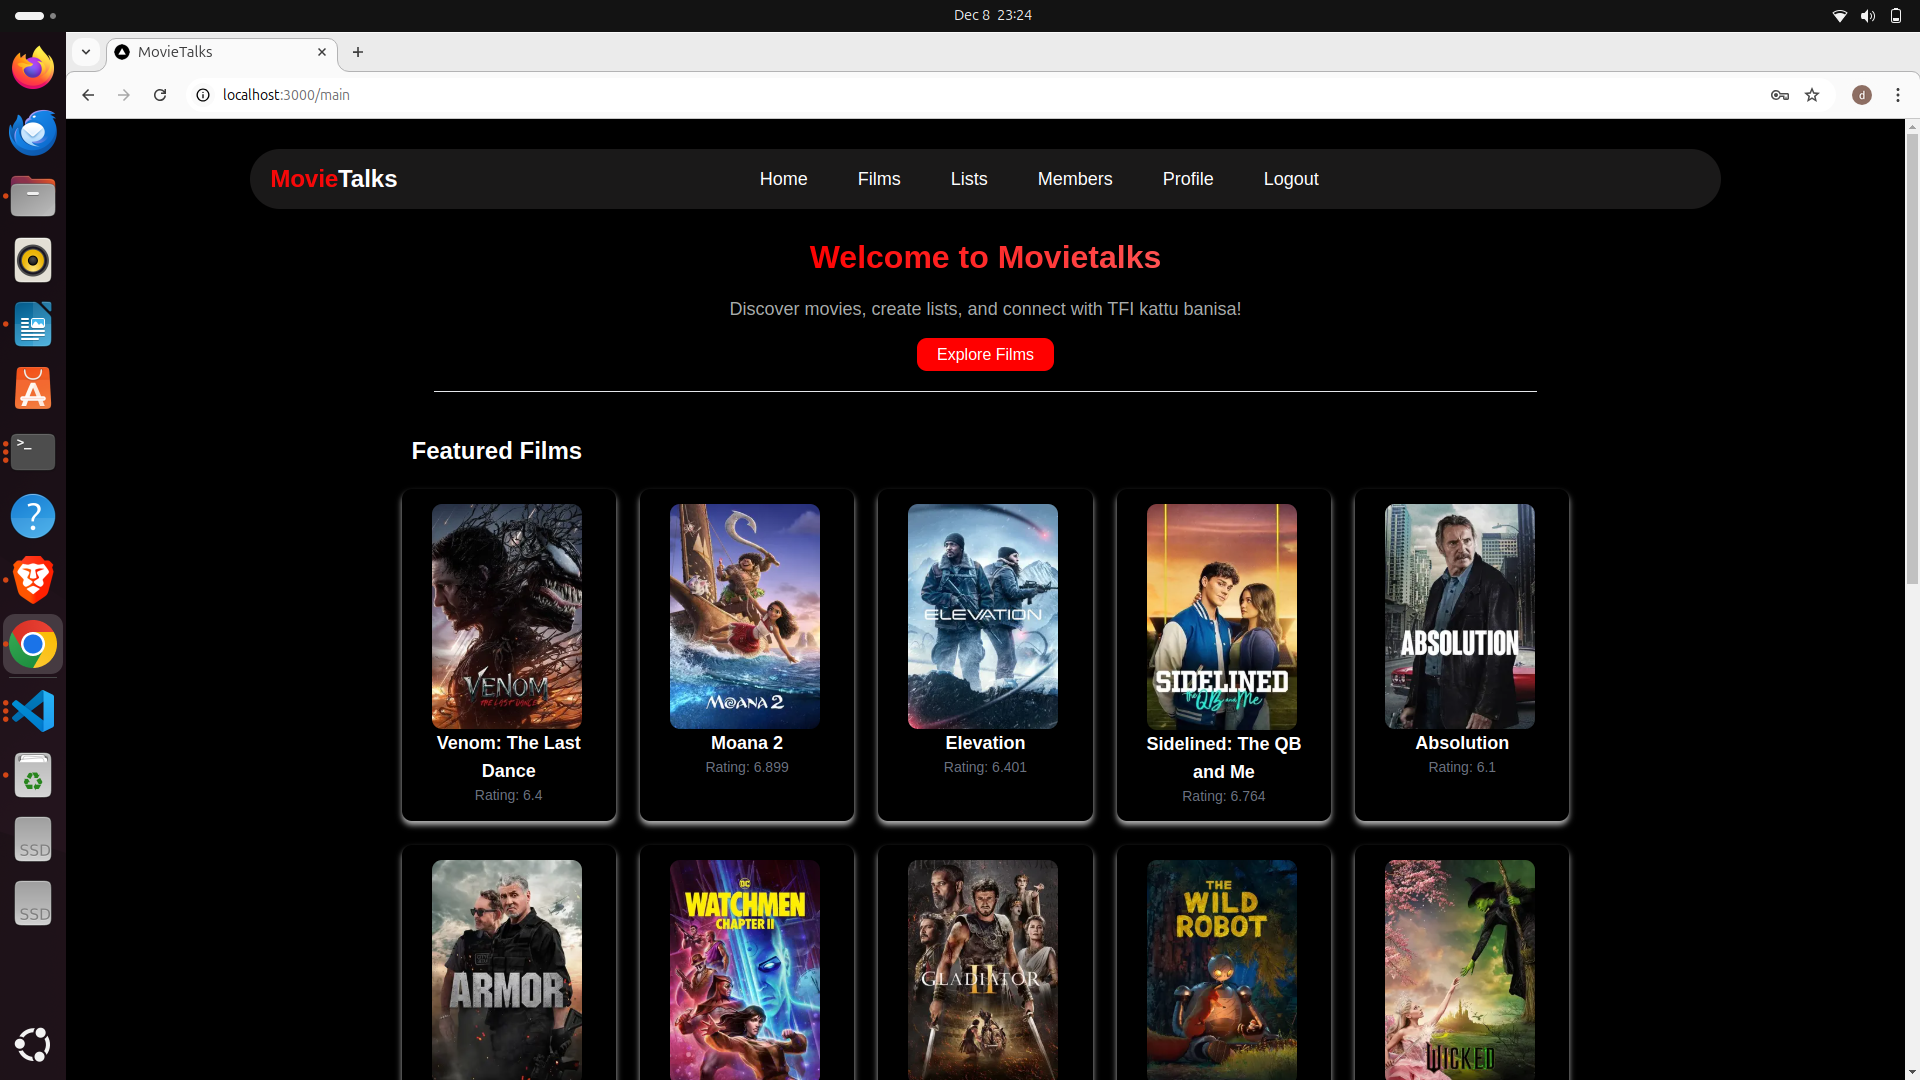 Dec 8 23:24
MovieTalks
localhost:3000/main
d
MovieTalks
Home Films Lists Members Profile Logout
Welcome to Movietalks
Discover movies, create lists, and connect with TFI kattu banisa!
Explore Films
Featured Films
VENOM
THE LAST DANCE
MOANA 2
ELEVATION
SIDELINED
the QB and Me
ABSOLUTION
Venom: The Last
Dance
Rating: 6.4
Moana 2
Rating: 6.899
Elevation
Rating: 6.401
Sidelined: The QB
and Me
Rating: 6.764
Absolution
Rating: 6.1
ARMOR
DC
WATCHMEN
CHAPTER II
GLADIATOR
II
THE
WILD
ROBOT
WICKED
>_
?
SSD
SSD